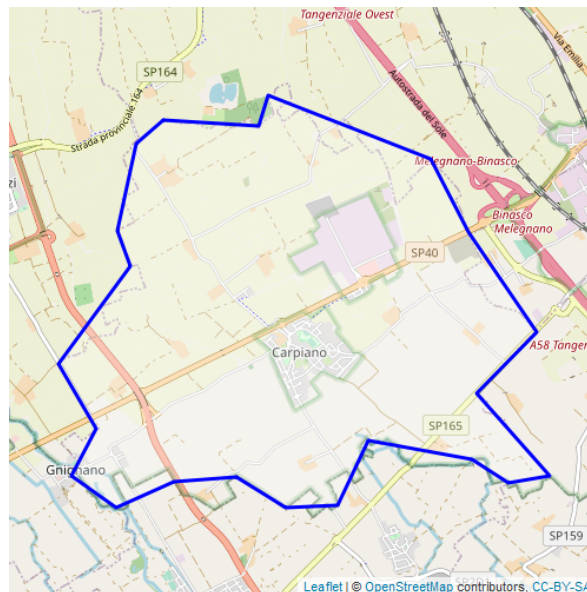 Tangenziale Ovest
Via Emilia
SP164
Autostrada del Sole
Strada provinciale 164
Melegnano-Binasco
zi
Binasco
Melegnano
SP40
Carpiano
A58 Tangen
SP165
Gnignano
SP159
Leaflet | © OpenStreetMap contributors, CC-BY-SA